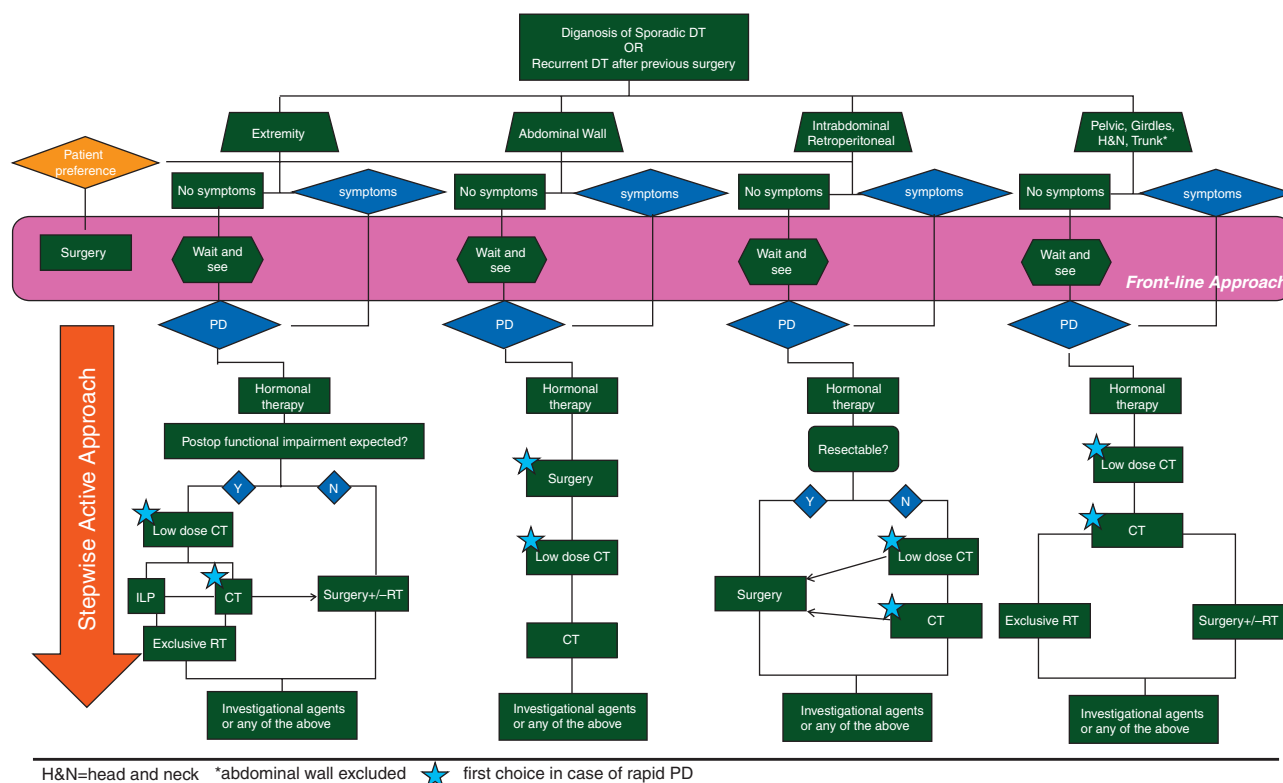 Diganosis of Sporadic DT
OR
Recurrent DT after previous surgery
Extremity
Abdominal Wall
Intrabdominal
Retroperitoneal
Pelvic, Girdles,
H&N, Trunk*
Patient
preference
No symptoms
symptoms
No symptoms
symptoms
No symptoms
symptoms
No symptoms
symptoms
Surgery
Wait and
see
Wait and
see
Wait and
see
Wait and
see
Front-line Approach
PD
PD
PD
PD
Stepwise Active Approach
Hormonal
therapy
Postop functional impairment expected?
Y
N
Low dose CT
ILP
CT
Surgery+/–RT
Exclusive RT
Investigational agents
or any of the above
Hormonal
therapy
Surgery
Low dose CT
CT
Investigational agents
or any of the above
Hormonal
therapy
Resectable?
Y
N
Low dose CT
Surgery
CT
Investigational agents
or any of the above
Hormonal
therapy
Low dose CT
CT
Exclusive RT
Surgery+/–RT
Investigational agents
or any of the above
H&N=head and neck *abdominal wall excluded first choice in case of rapid PD